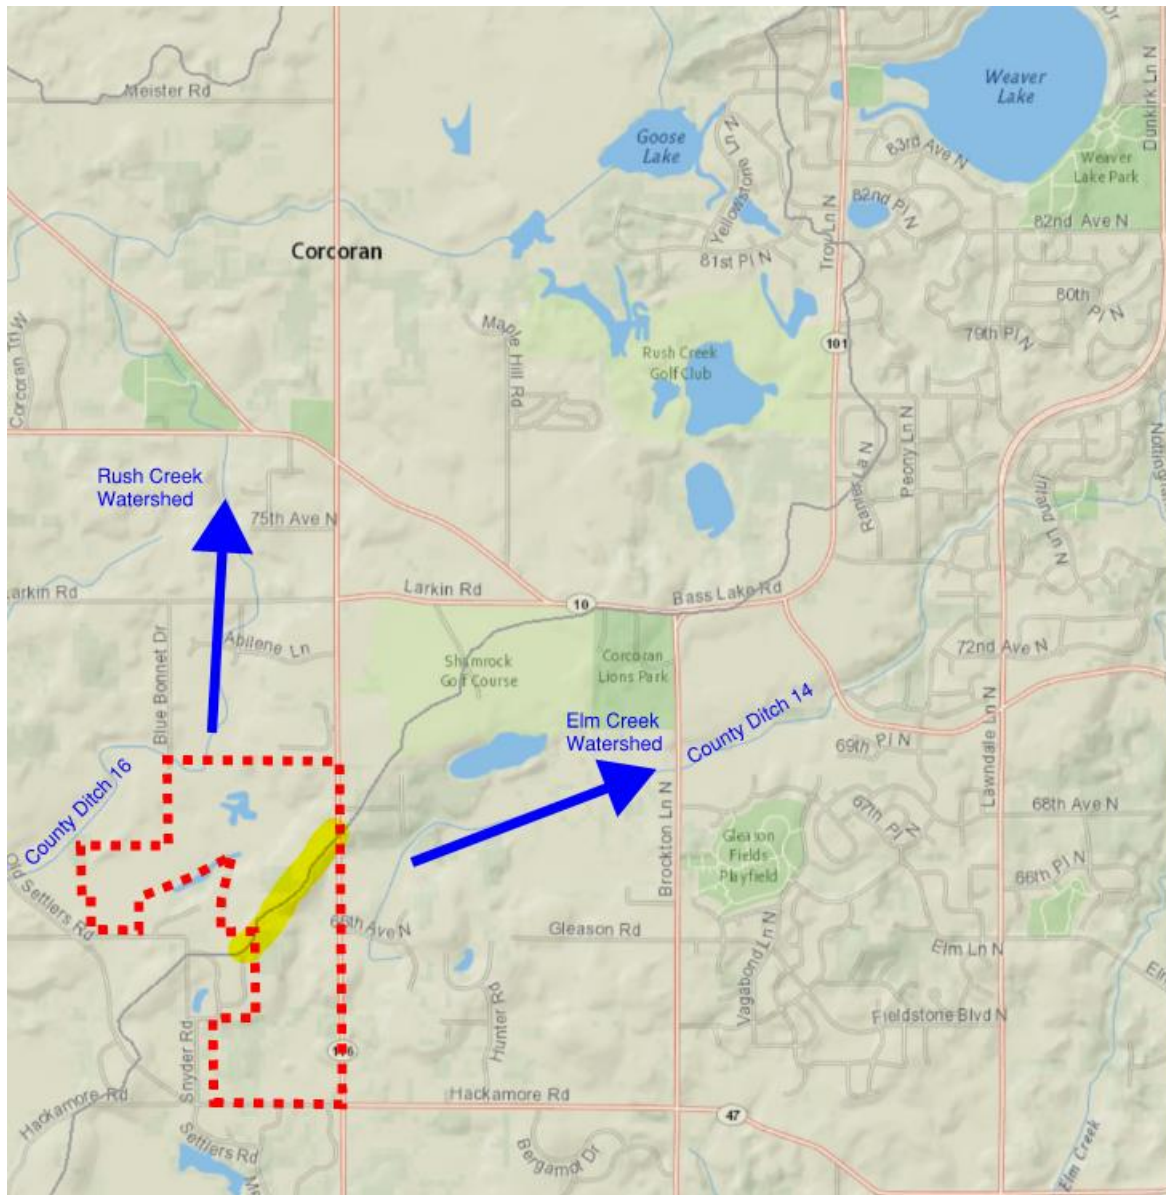 Meister Rd
Weaver
Lake
Dr
Dunkirk Ln N
Goose
Lake
Yellowstone Ln N
83rd Ave N
Weaver
Lake Park
82nd Pl N
82nd Ave N
Corcoran
81st Pl N
Troy Ln N
80th
Pl N
79th Pl N
Corcoran Trl W
Maple Hill Rd
Rush Creek
Golf Club
101
Rush Creek
Watershed
75th Ave N
Peony Ln N
Inland Ln N
Larkin Rd
Larkin Rd
10
Bass Lake Rd
Blue Bonnet Dr
Abilene Ln
Shamrock
Golf Course
Corcoran
Lions Park
72nd Ave N
Elm Creek
Watershed
County Ditch 14
69th Pl N
Lawndale Ln N
County Ditch 16
Brockton Ln N
67th Pl N
68th Ave N
Gleason
Fields
Playfield
66th Pl N
Old Settlers Rd
66th Ave N
Gleason Rd
Vagabond Ln N
Elm Ln N
Hunter Rd
Fieldstone Blvd N
Snyder Rd
116
Hackamore Rd
Hackamore Rd
47
Settlers Rd
Bergamot Dr
Elm Creek